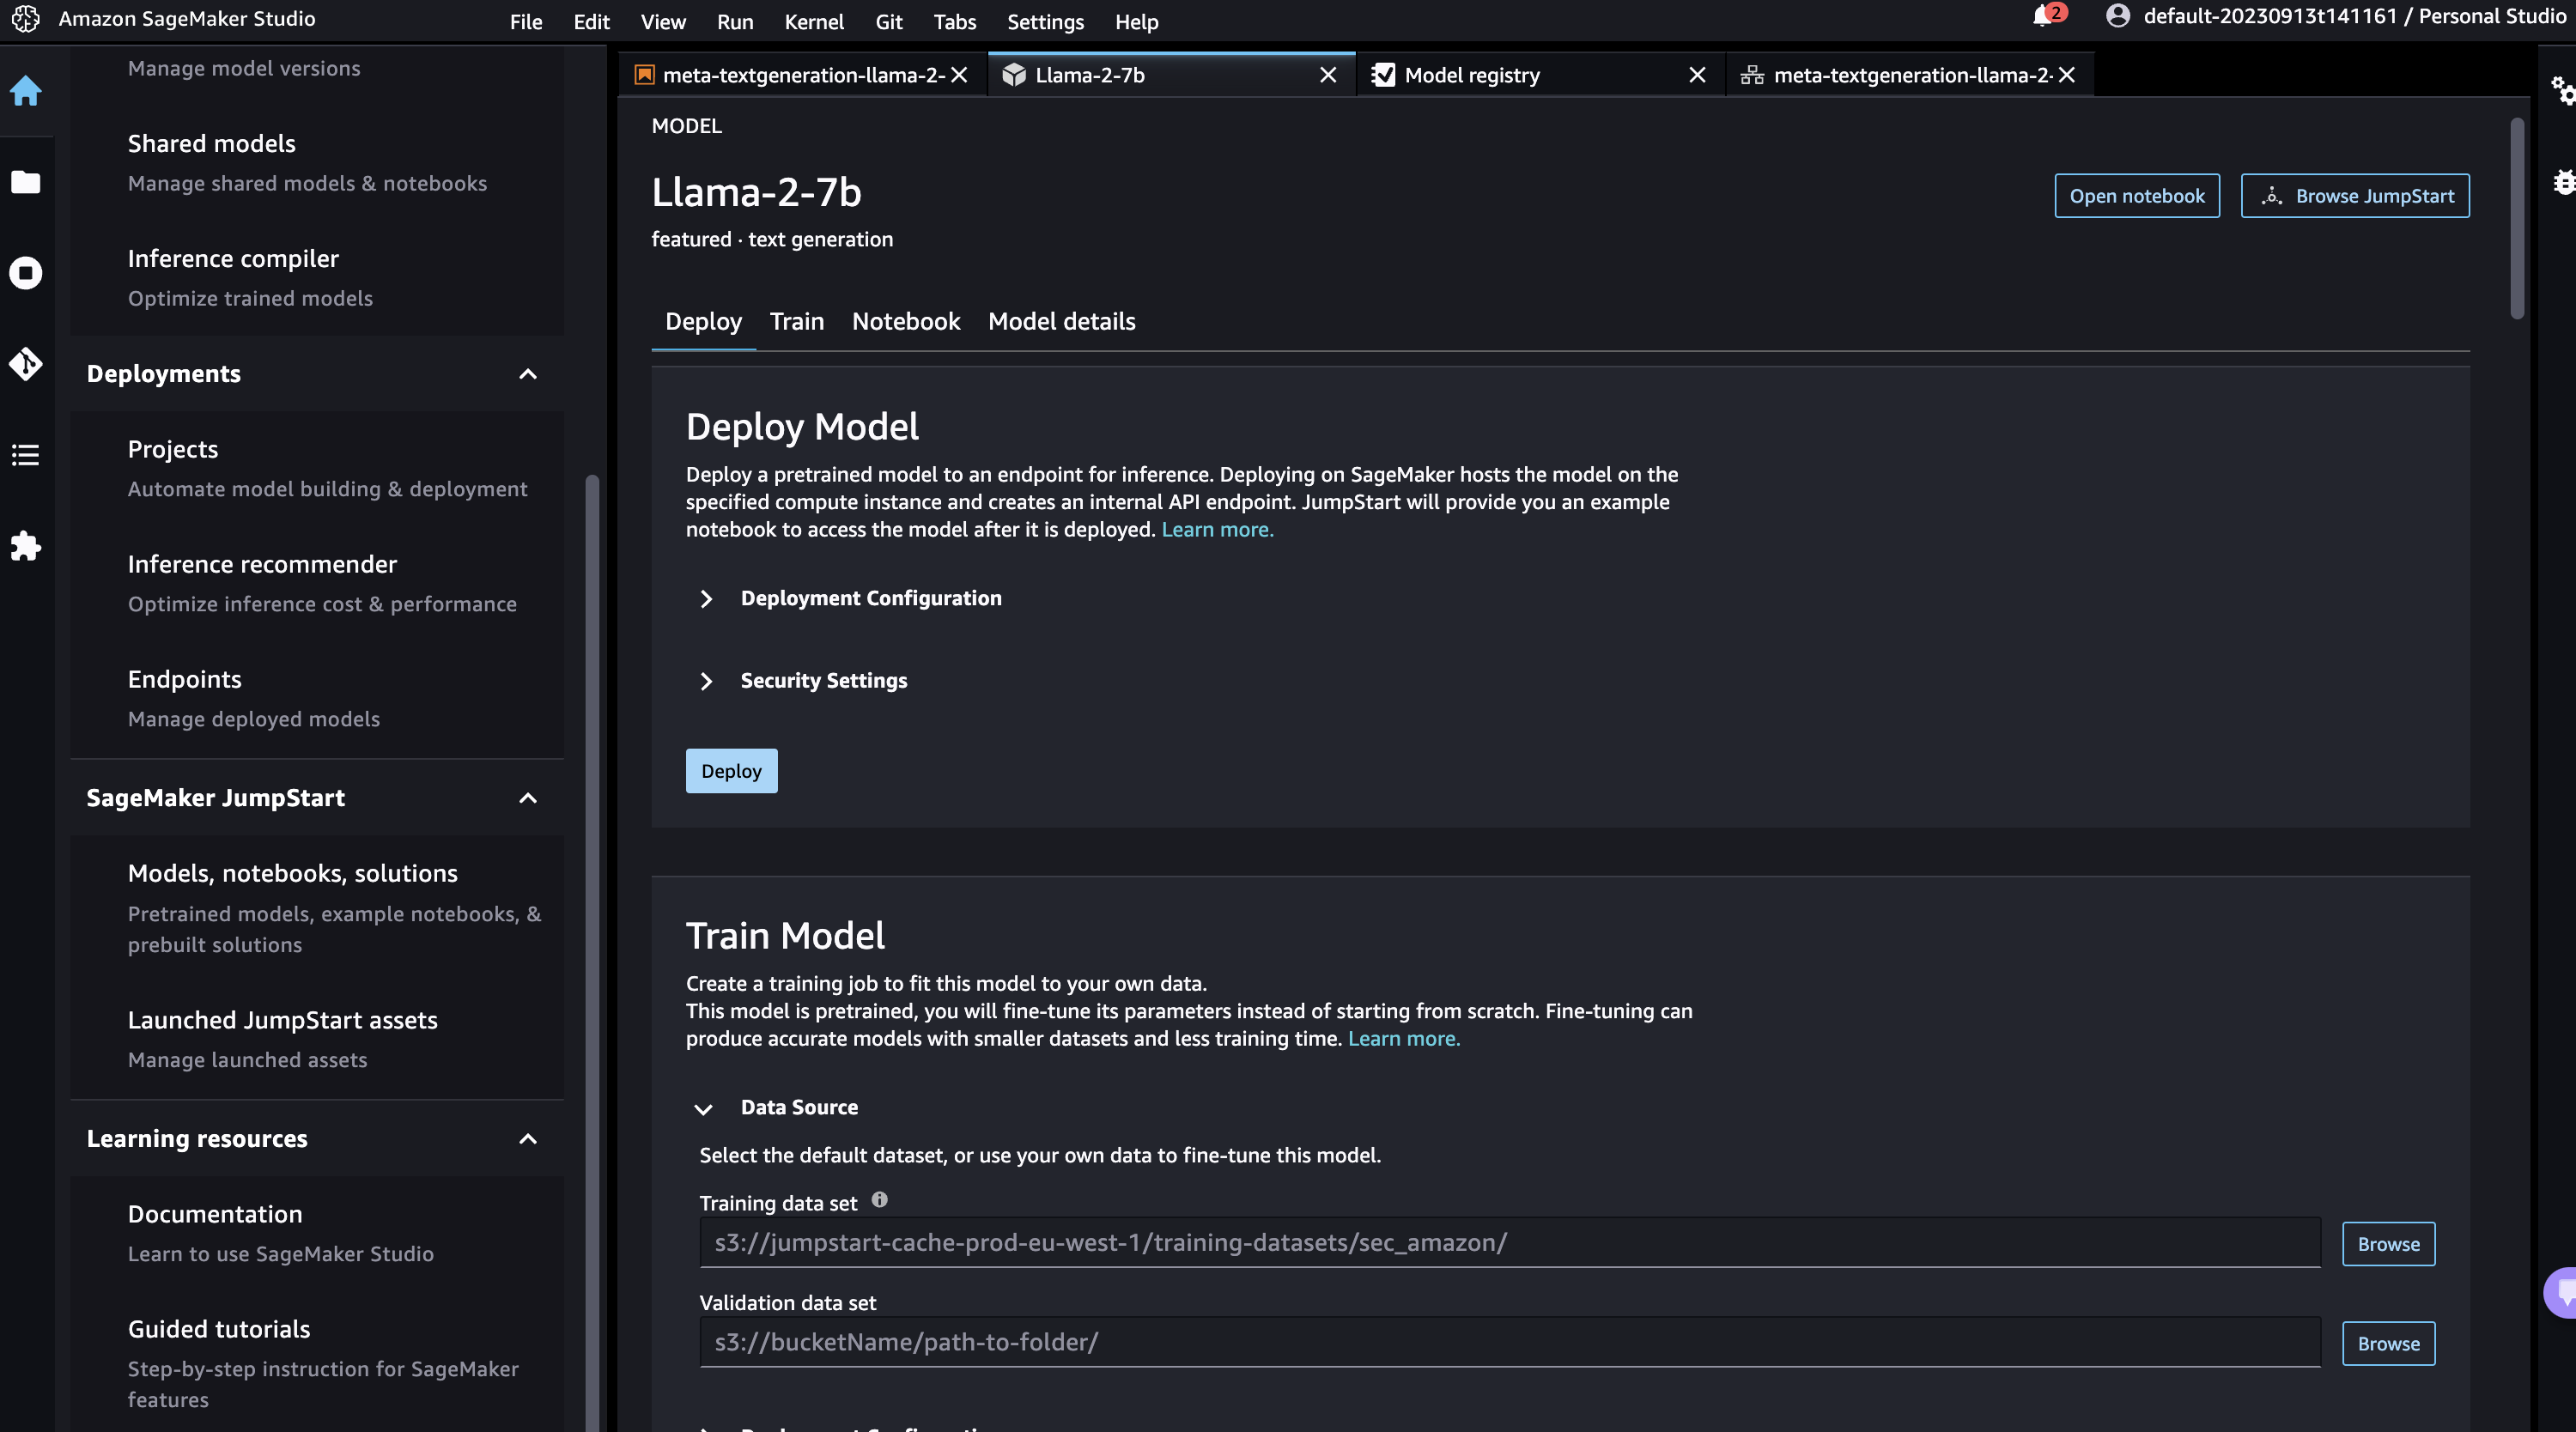 Amazon SageMaker Studio
File Edit View Run Kernel Git Tabs Settings Help
2
default-20230913t141161 / Personal Studio
Manage model versions
Shared models
Manage shared models & notebooks
Inference compiler
Optimize trained models
Deployments
Projects
Automate model building & deployment
Inference recommender
Optimize inference cost & performance
Endpoints
Manage deployed models
SageMaker JumpStart
Models, notebooks, solutions
Pretrained models, example notebooks, &
prebuilt solutions
Launched JumpStart assets
Manage launched assets
Learning resources
Documentation
Learn to use SageMaker Studio
Guided tutorials
Step-by-step instruction for SageMaker
features
meta-textgeneration-llama-2-
Llama-2-7b
Model registry
meta-textgeneration-llama-2-
MODEL
Llama-2-7b
featured · text generation
Open notebook
Browse JumpStart
Deploy Train Notebook Model details
Deploy Model
Deploy a pretrained model to an endpoint for inference. Deploying on SageMaker hosts the model on the
specified compute instance and creates an internal API endpoint. JumpStart will provide you an example
notebook to access the model after it is deployed. Learn more.
Deployment Configuration
Security Settings
Deploy
Train Model
Create a training job to fit this model to your own data.
This model is pretrained, you will fine-tune its parameters instead of starting from scratch. Fine-tuning can
produce accurate models with smaller datasets and less training time. Learn more.
Data Source
Select the default dataset, or use your own data to fine-tune this model.
Training data set
s3://jumpstart-cache-prod-eu-west-1/training-datasets/sec_amazon/
Browse
Validation data set
s3://bucketName/path-to-folder/
Browse